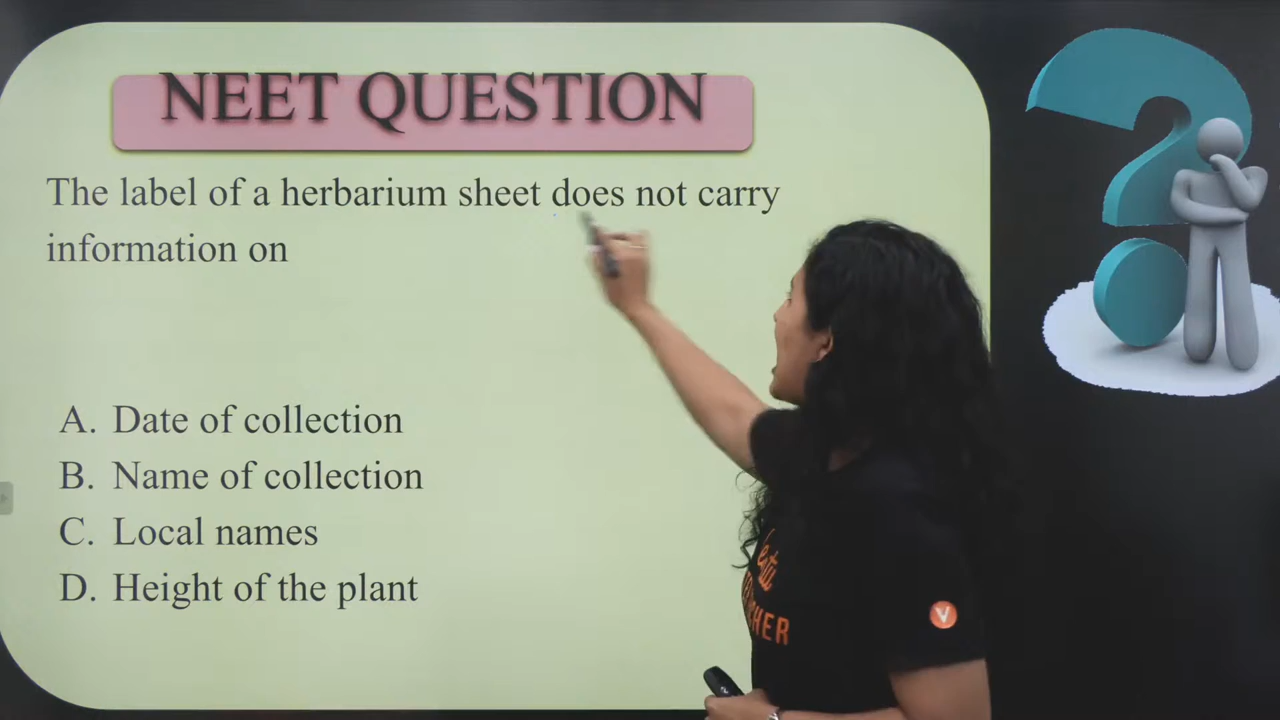 NEET QUESTION
The label of a herbarium sheet does not carry
information on
A. Date of collection
B. Name of collection
C. Local names
D. Height of the plant
V